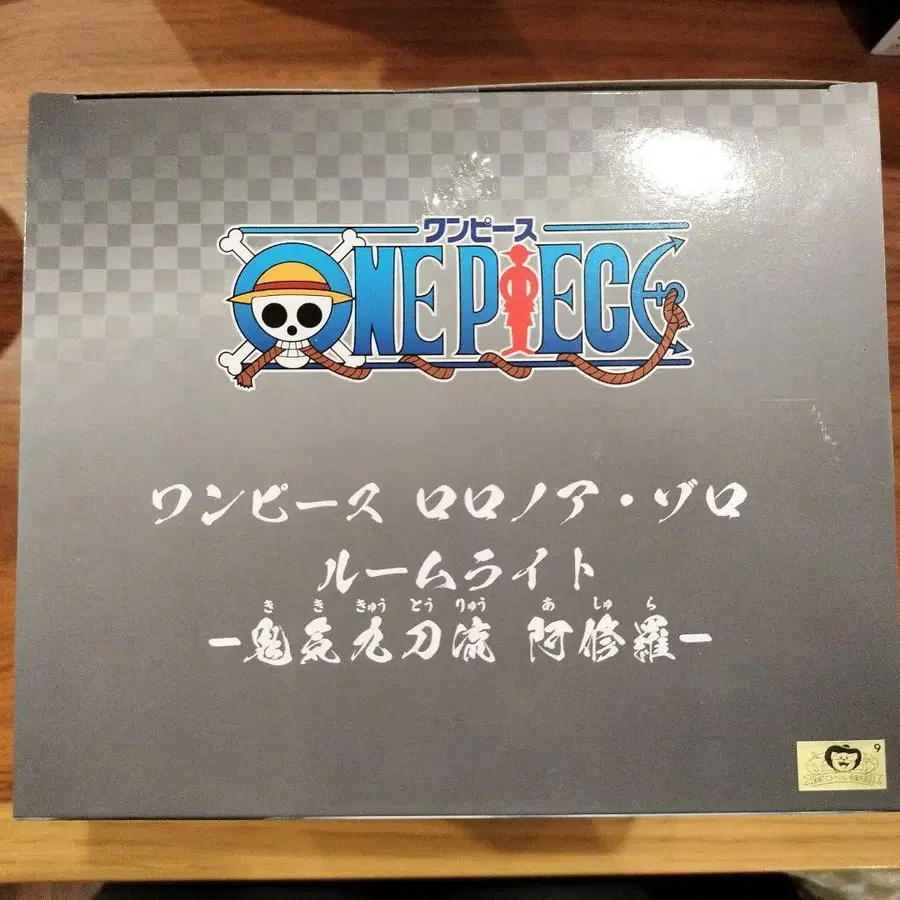 ワンピース
ONE PIECE
ワンピース ロロノア・ゾロ
ルームライト
き き きゅう とう りゅう あ しゅ ら
－鬼気九刀流 阿修羅－
9